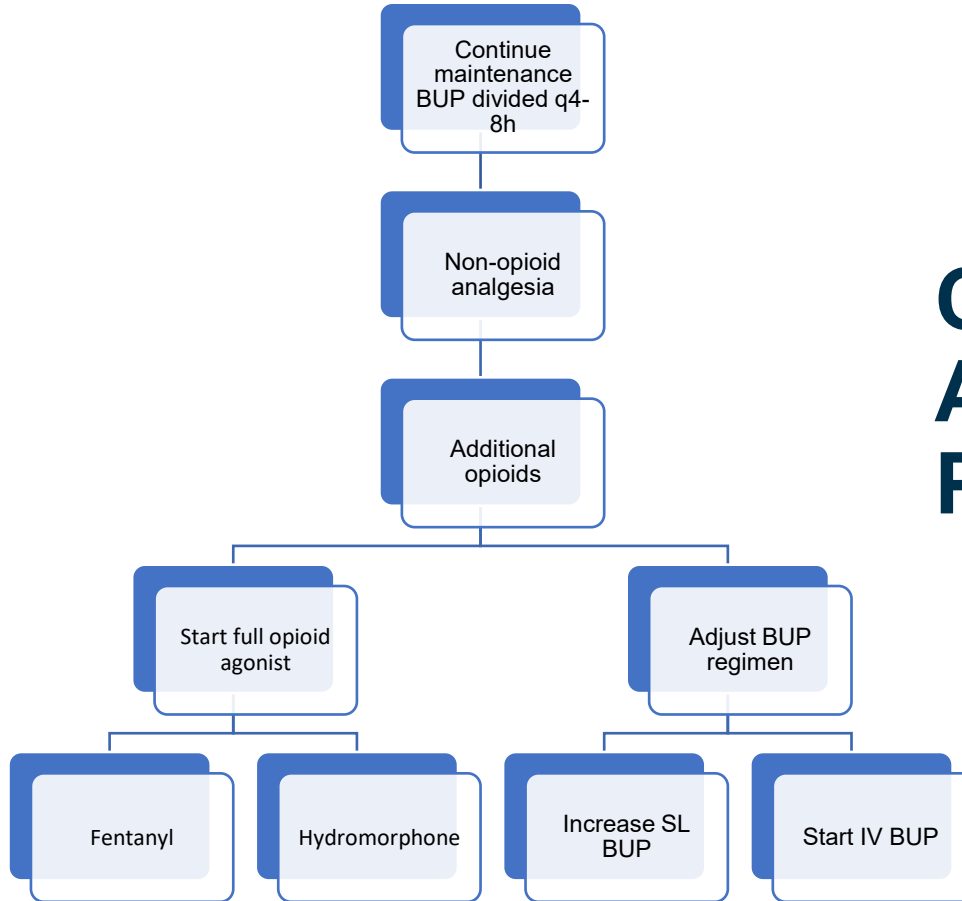 Continue
maintenance
BUP divided q4-
8h
Non-opioid
analgesia
Additional
opioids
Start full opioid
agonist
Adjust BUP
regimen
Fentanyl
Hydromorphone
Increase SL
BUP
Start IV BUP